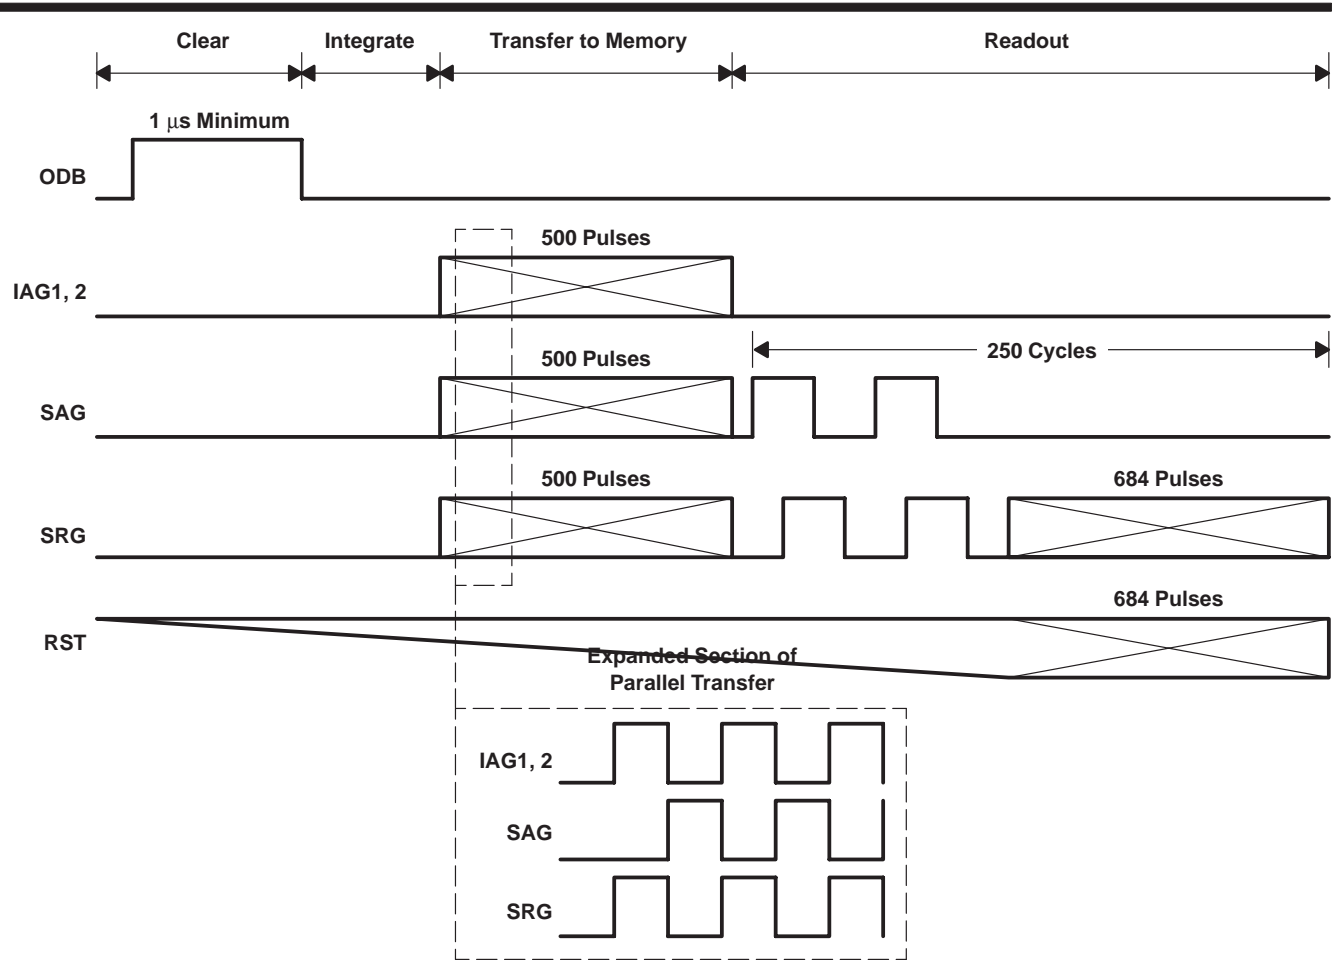 Clear Integrate Transfer to Memory Readout
1 μs Minimum
ODB
500 Pulses
IAG1, 2
250 Cycles
500 Pulses
SAG
500 Pulses 684 Pulses
SRG
684 Pulses
RST
Expanded Section of
Parallel Transfer
IAG1, 2
SAG
SRG